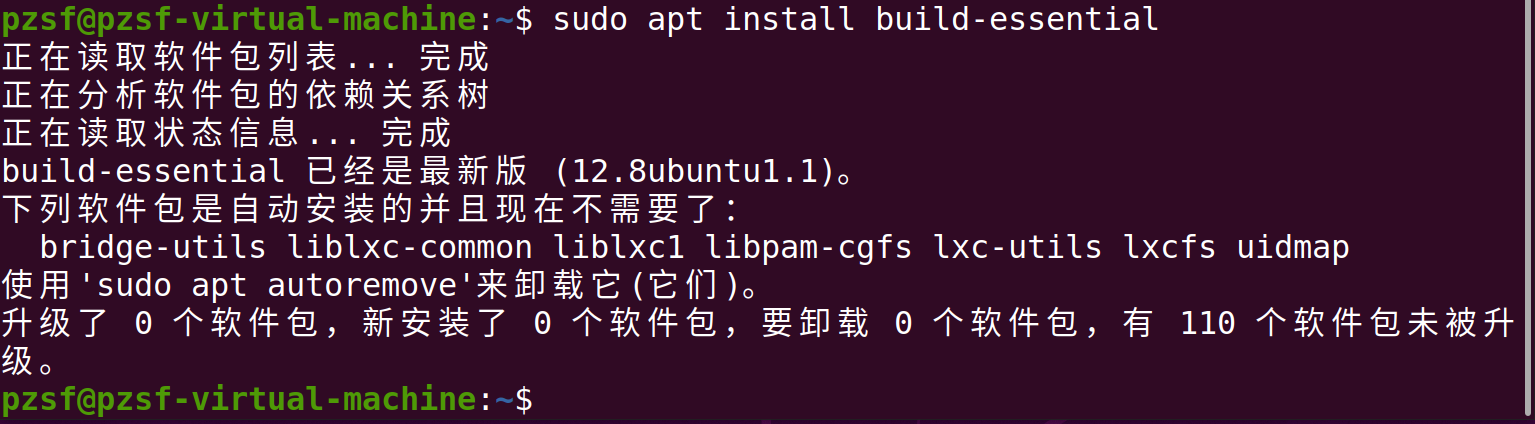 pzsf@pzsf-virtual-machine:~$ sudo apt install build-essential
正在读取软件包列表... 完成
正在分析软件包的依赖关系树
正在读取状态信息... 完成
build-essential 已经是最新版 (12.8ubuntu1.1)。
下列软件包是自动安装的并且现在不需要了：
  bridge-utils liblxc-common liblxc1 libpam-cgfs lxc-utils lxcfs uidmap
使用'sudo apt autoremove'来卸载它(它们)。
升级了 0 个软件包，新安装了 0 个软件包，要卸载 0 个软件包，有 110 个软件包未被升
级。
pzsf@pzsf-virtual-machine:~$